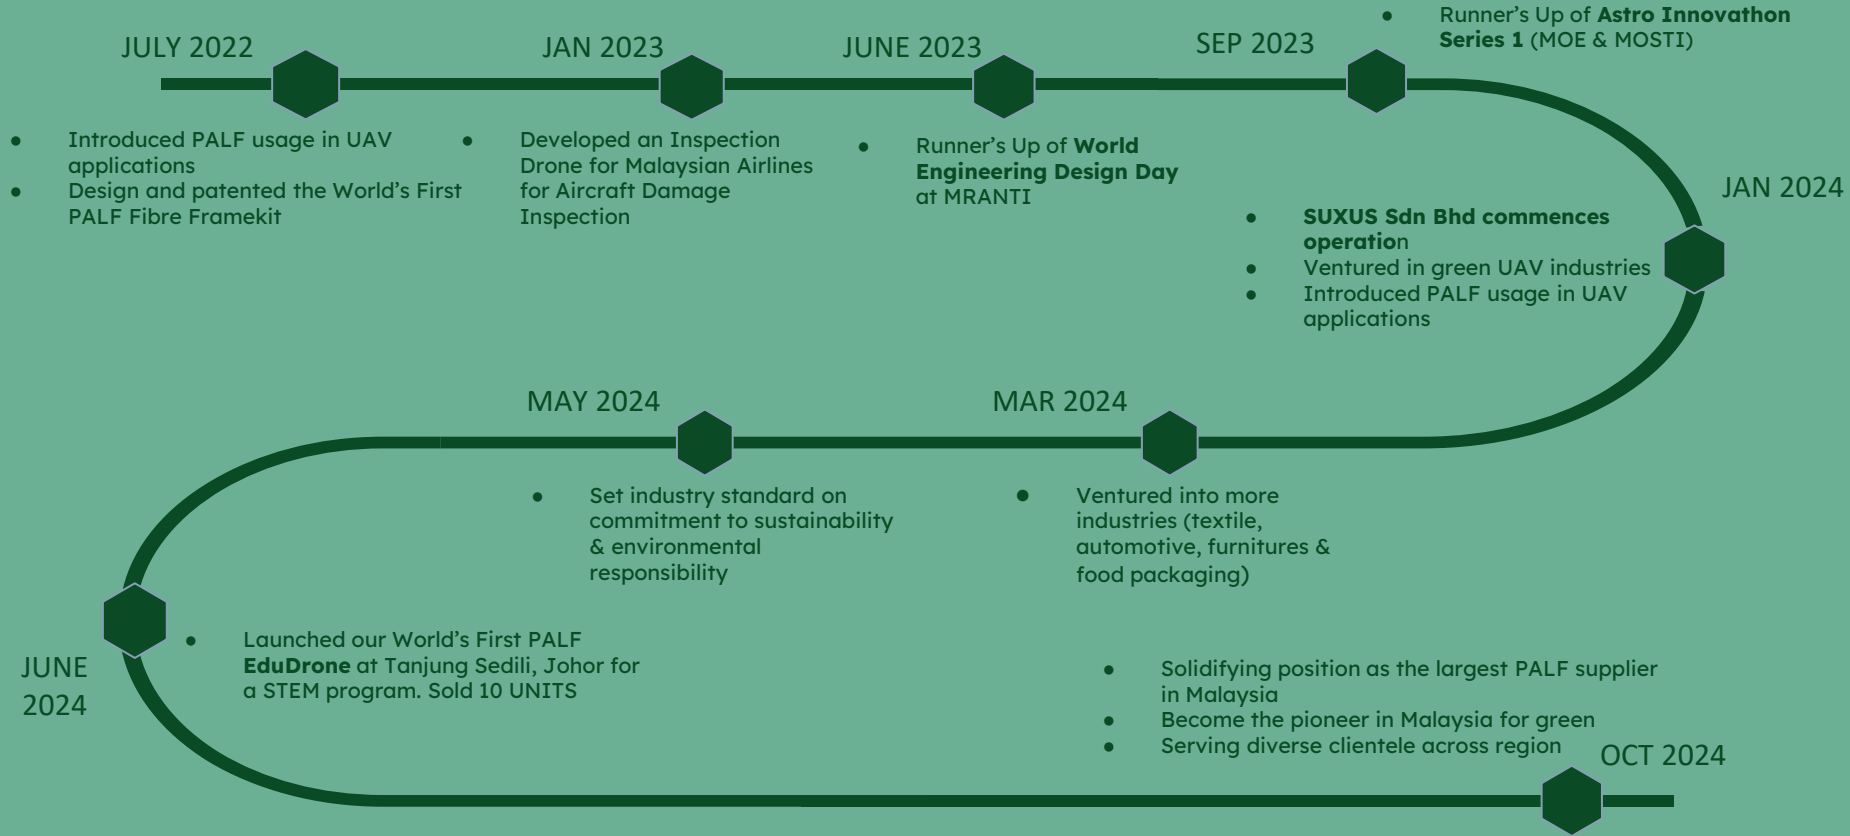 JULY 2022
● Introduced PALF usage in UAV
applications
● Design and patented the World’s First
PALF Fibre Framekit
JAN 2023
● Developed an Inspection
Drone for Malaysian Airlines
for Aircraft Damage
Inspection
JUNE 2023
● Runner’s Up of World
Engineering Design Day
at MRANTI
SEP 2023
● Runner’s Up of Astro Innovathon
Series 1 (MOE & MOSTI)
JAN 2024
● SUXUS Sdn Bhd commences
operation
● Ventured in green UAV industries
● Introduced PALF usage in UAV
applications
MAR 2024
● Ventured into more
industries (textile,
automotive, furnitures &
food packaging)
MAY 2024
● Set industry standard on
commitment to sustainability
& environmental
responsibility
JUNE
2024
● Launched our World’s First PALF
EduDrone at Tanjung Sedili, Johor for
a STEM program. Sold 10 UNITS
● Solidifying position as the largest PALF supplier
in Malaysia
● Become the pioneer in Malaysia for green
● Serving diverse clientele across region
OCT 2024